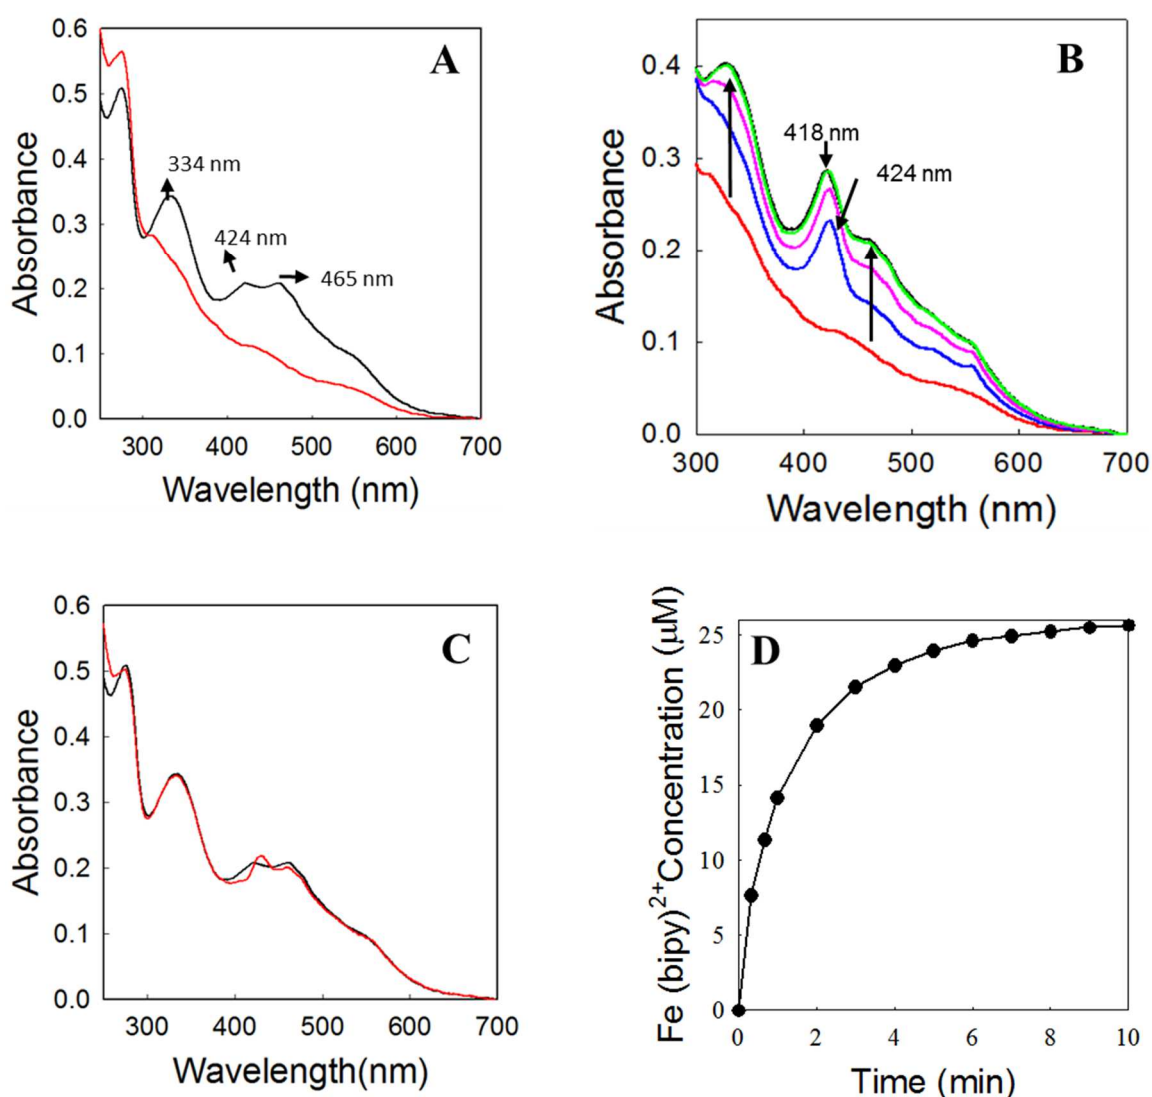 A
0.6
0.5
0.4
0.3
0.2
0.1
0.0
Absorbance
334 nm
424 nm
465 nm
300 400 500 600 700
Wavelength (nm)
B
0.4
0.3
0.2
0.1
0.0
Absorbance
418 nm
424 nm
300 400 500 600 700
Wavelength (nm)
C
0.6
0.5
0.4
0.3
0.2
0.1
0.0
Absorbance
300 400 500 600 700
Wavelength(nm)
D
25
20
15
10
5
0
Fe (bipy)²⁺Concentration (μM)
0 2 4 6 8 10
Time (min)